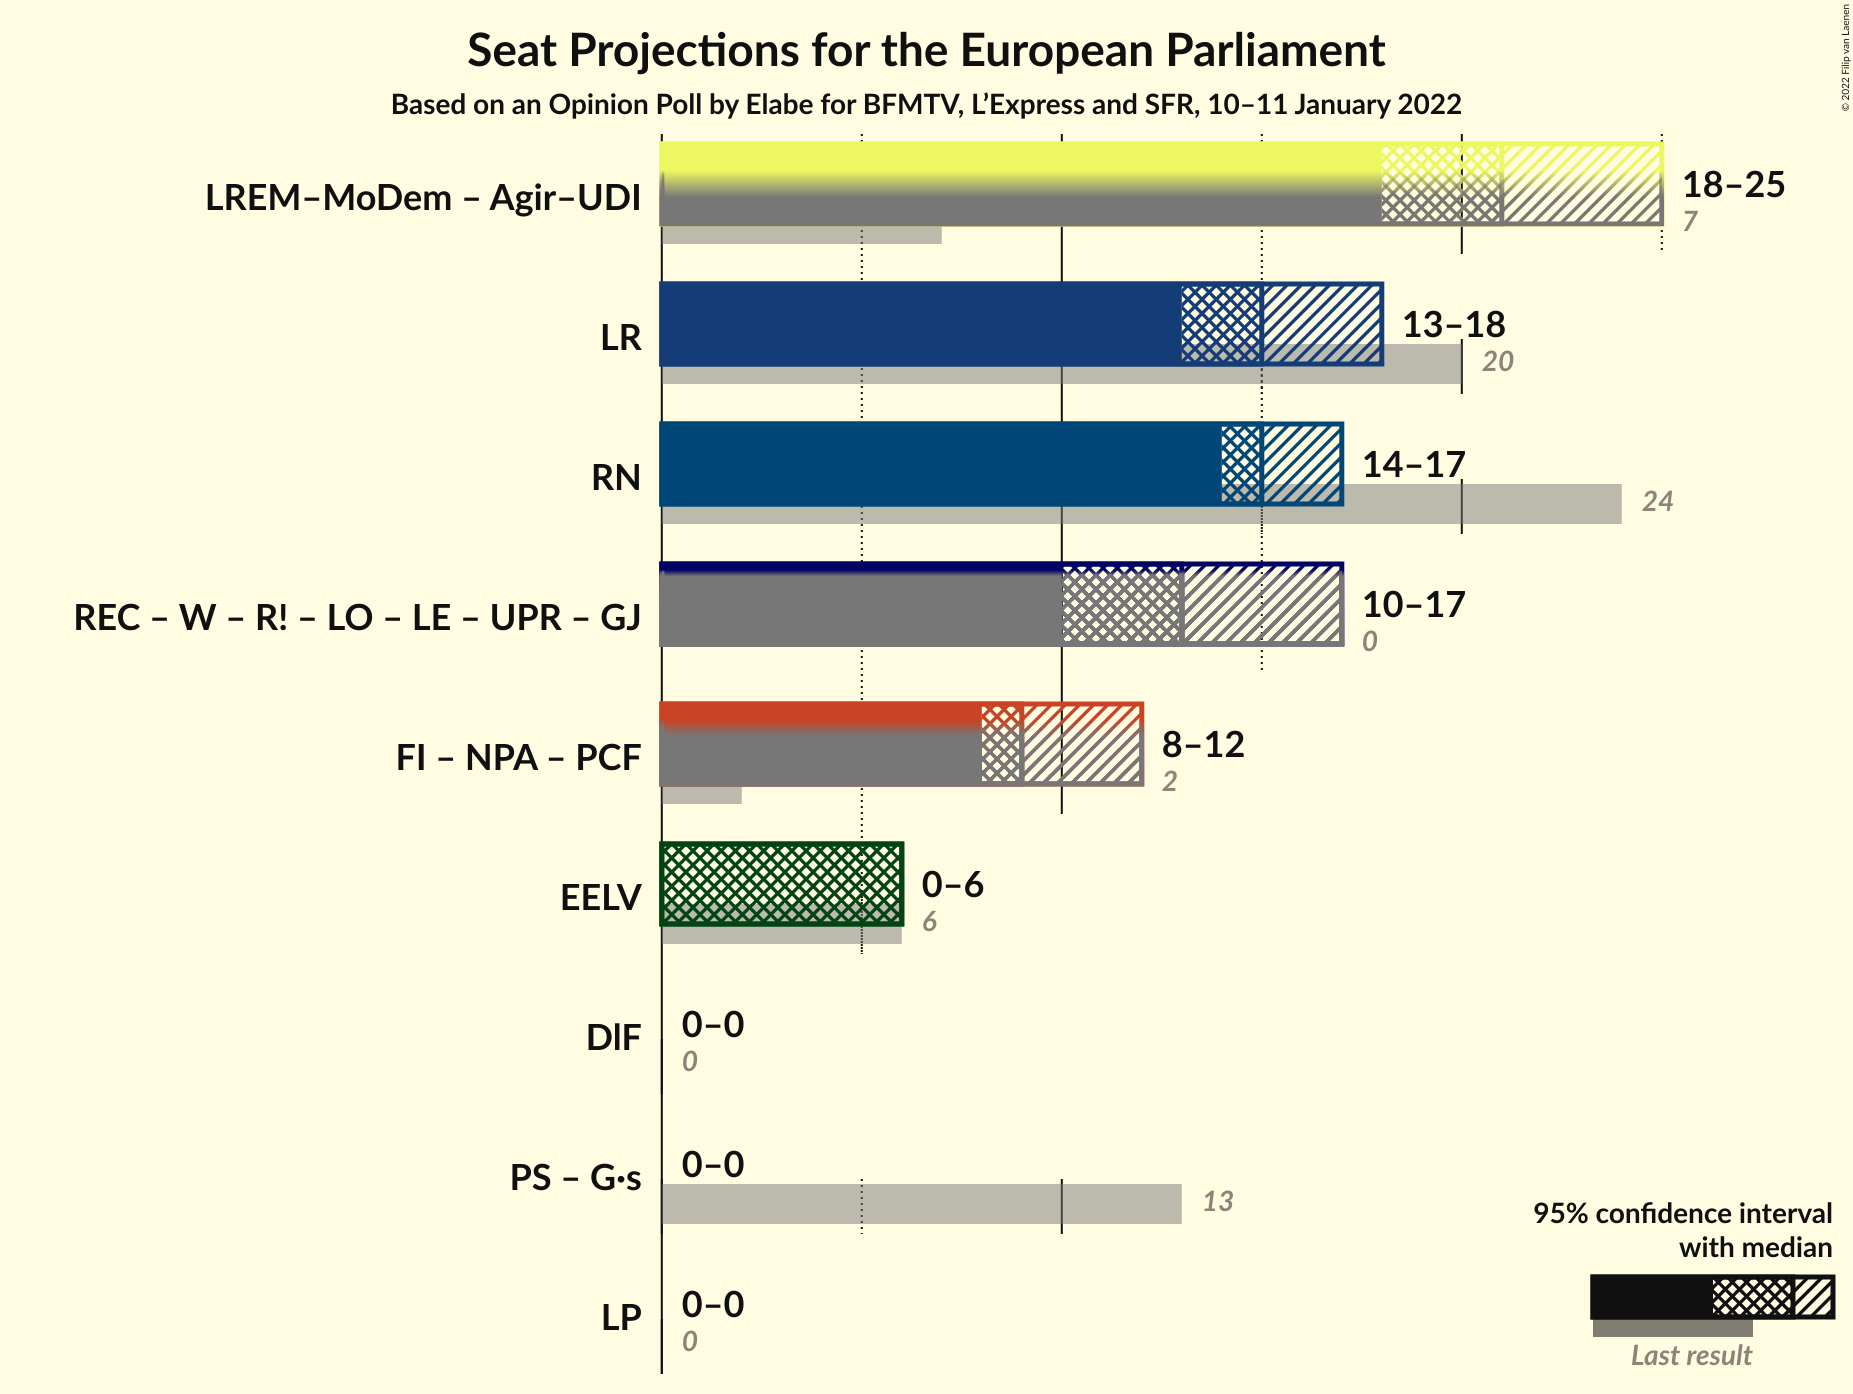 Seat Projections for the European Parliament
Based on an Opinion Poll by Elabe for BFMTV, L’Express and SFR, 10–11 January 2022
© 2022 Filip van Laenen
LREM–MoDem – Agir–UDI
18–25
7
LR
13–18
20
RN
14–17
24
REC – W – R! – LO – LE – UPR – GJ
10–17
0
FI – NPA – PCF
8–12
2
EELV
0–6
6
DlF
0–0
0
PS – G·s
0–0
13
LP
0–0
0
95% confidence interval
with median
Last result